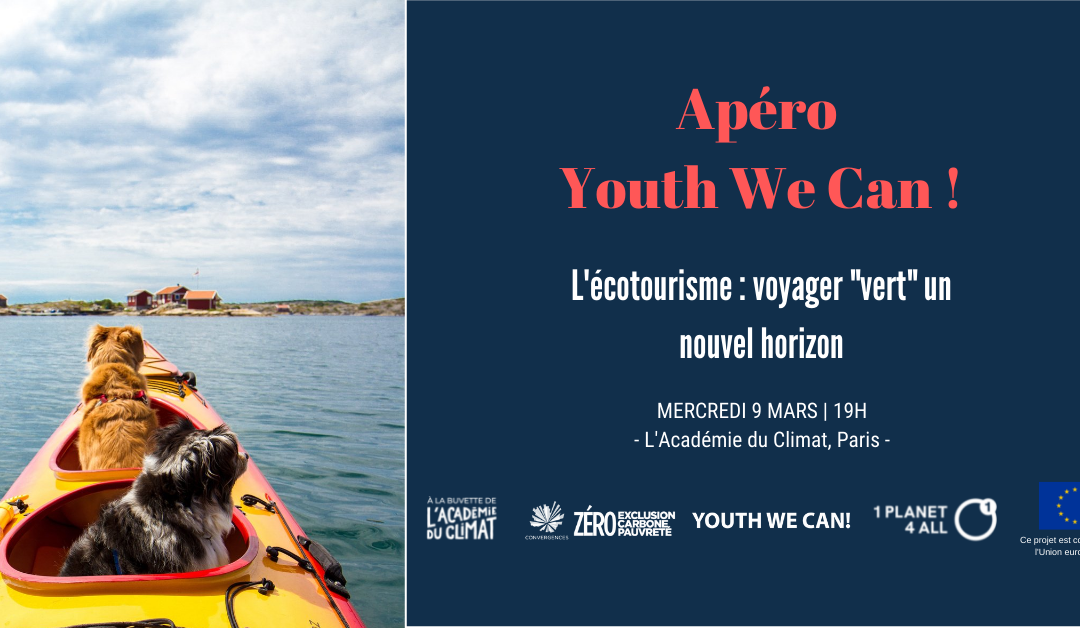 Apéro
Youth We Can !
L'écotourisme : voyager "vert" un
nouvel horizon
MERCREDI 9 MARS | 19H
- L'Académie du Climat, Paris -
À LA BUVETTE DE
L'ACADÉMIE
DU CLIMAT
CONVERGENCES
ZÉRO
EXCLUSION
CARBONE
PAUVRETÉ
YOUTH WE CAN!
1 PLANET
4 ALL
Ce projet est co
l'Union euro